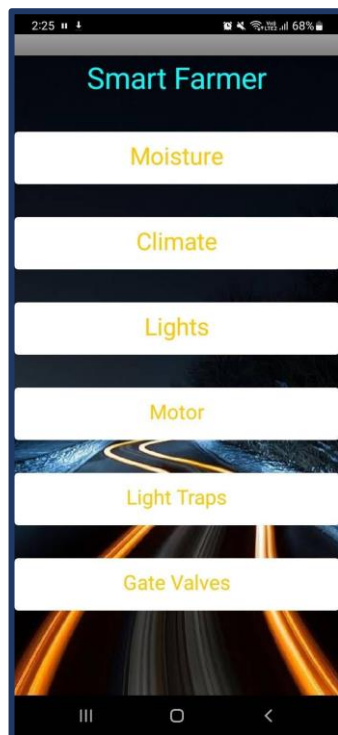 2:25
68%
Smart Farmer
Moisture
Climate
Lights
Motor
Light Traps
Gate Valves